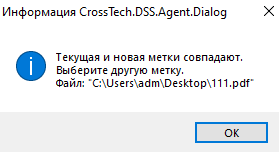 Информация CrossTech.DSS.Agent.Dialog
Текущая и новая метки совпадают.
Выберите другую метку.
Файл: "C:\Users\adm\Desktop\111.pdf"
OK